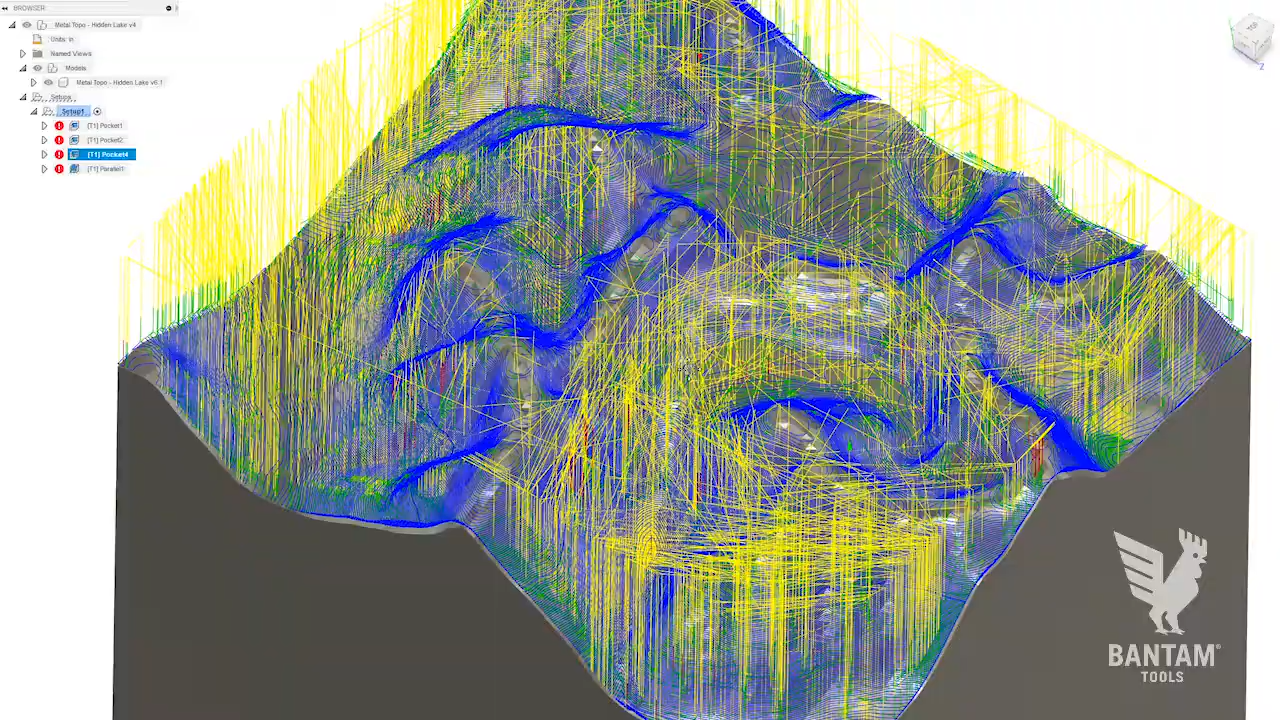 BROWSER
Metal Topo - Hidden Lake v4
Units: in
Named Views
Models
Metal Topo - Hidden Lake v6:1
Setups
Setup1
[T1] Pocket1
[T1] Pocket2
[T1] Pocket4
[T1] Parallel1
TOP
Z
BANTAM®
TOOLS